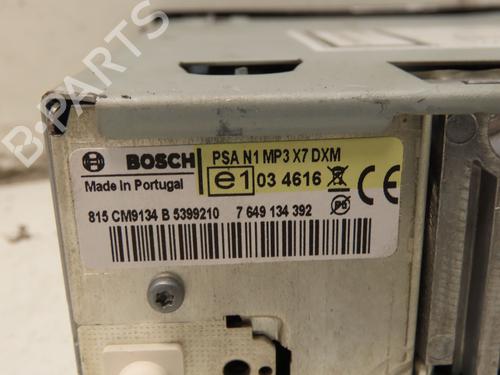 BOSCH
PSA N1 MP3 X7 DXM
Made in Portugal
e1 03 4616 CE
815 CM9134 B 5399210 7 649 134 392
B-Parts